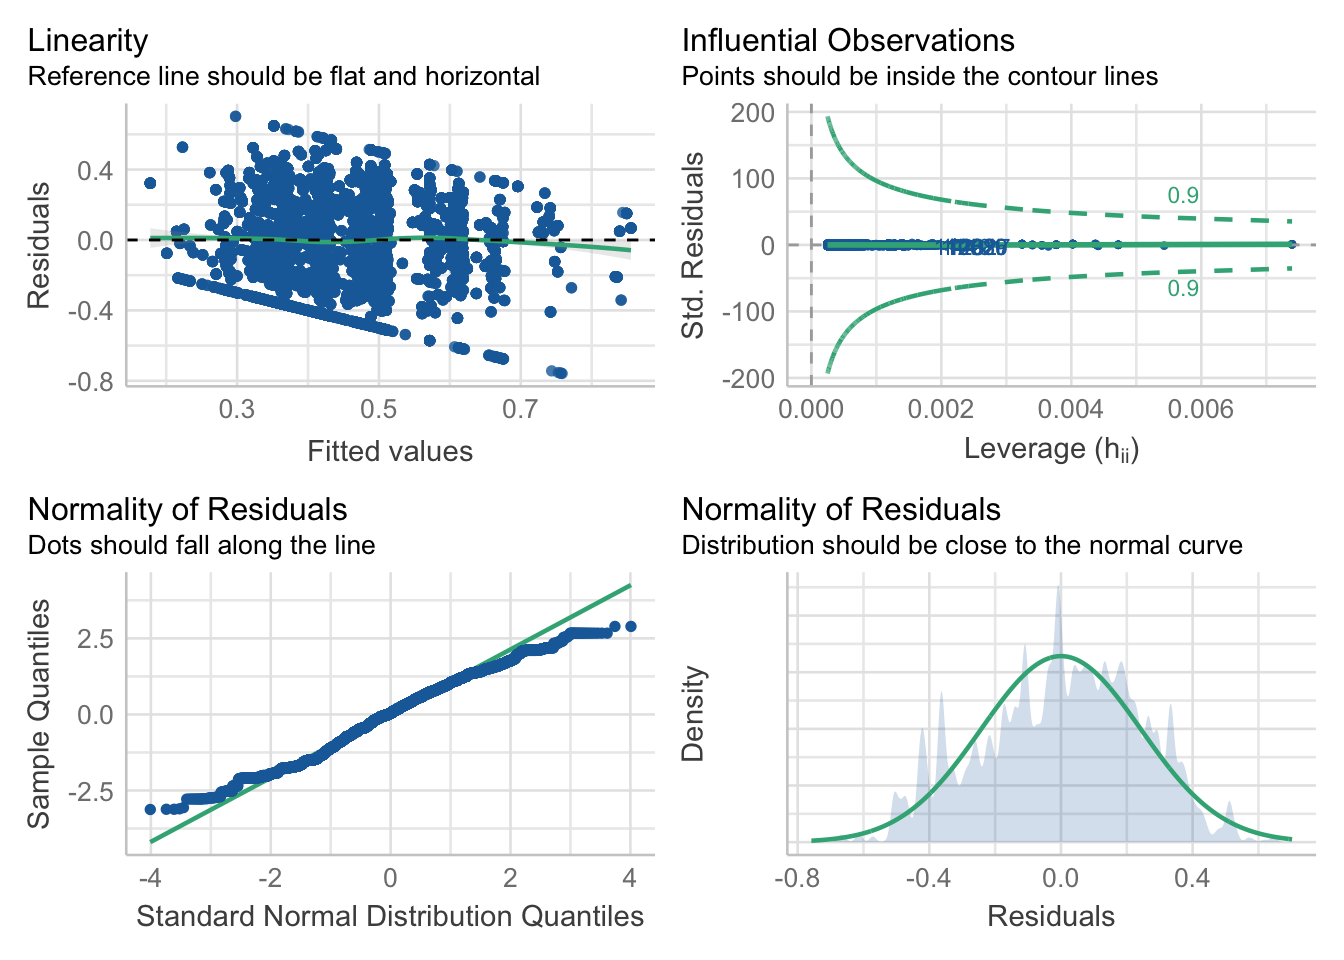 Linearity
Reference line should be flat and horizontal
Residuals
0.4
0.0
-0.4
-0.8
0.3
0.5
0.7
Fitted values
Influential Observations
Points should be inside the contour lines
Std. Residuals
200
100
0
-100
-200
0.9
0.9
0.000
0.002
0.004
0.006
Leverage (hii)
Normality of Residuals
Dots should fall along the line
Sample Quantiles
2.5
0.0
-2.5
-4
-2
0
2
4
Standard Normal Distribution Quantiles
Normality of Residuals
Distribution should be close to the normal curve
Density
-0.8
-0.4
0.0
0.4
Residuals